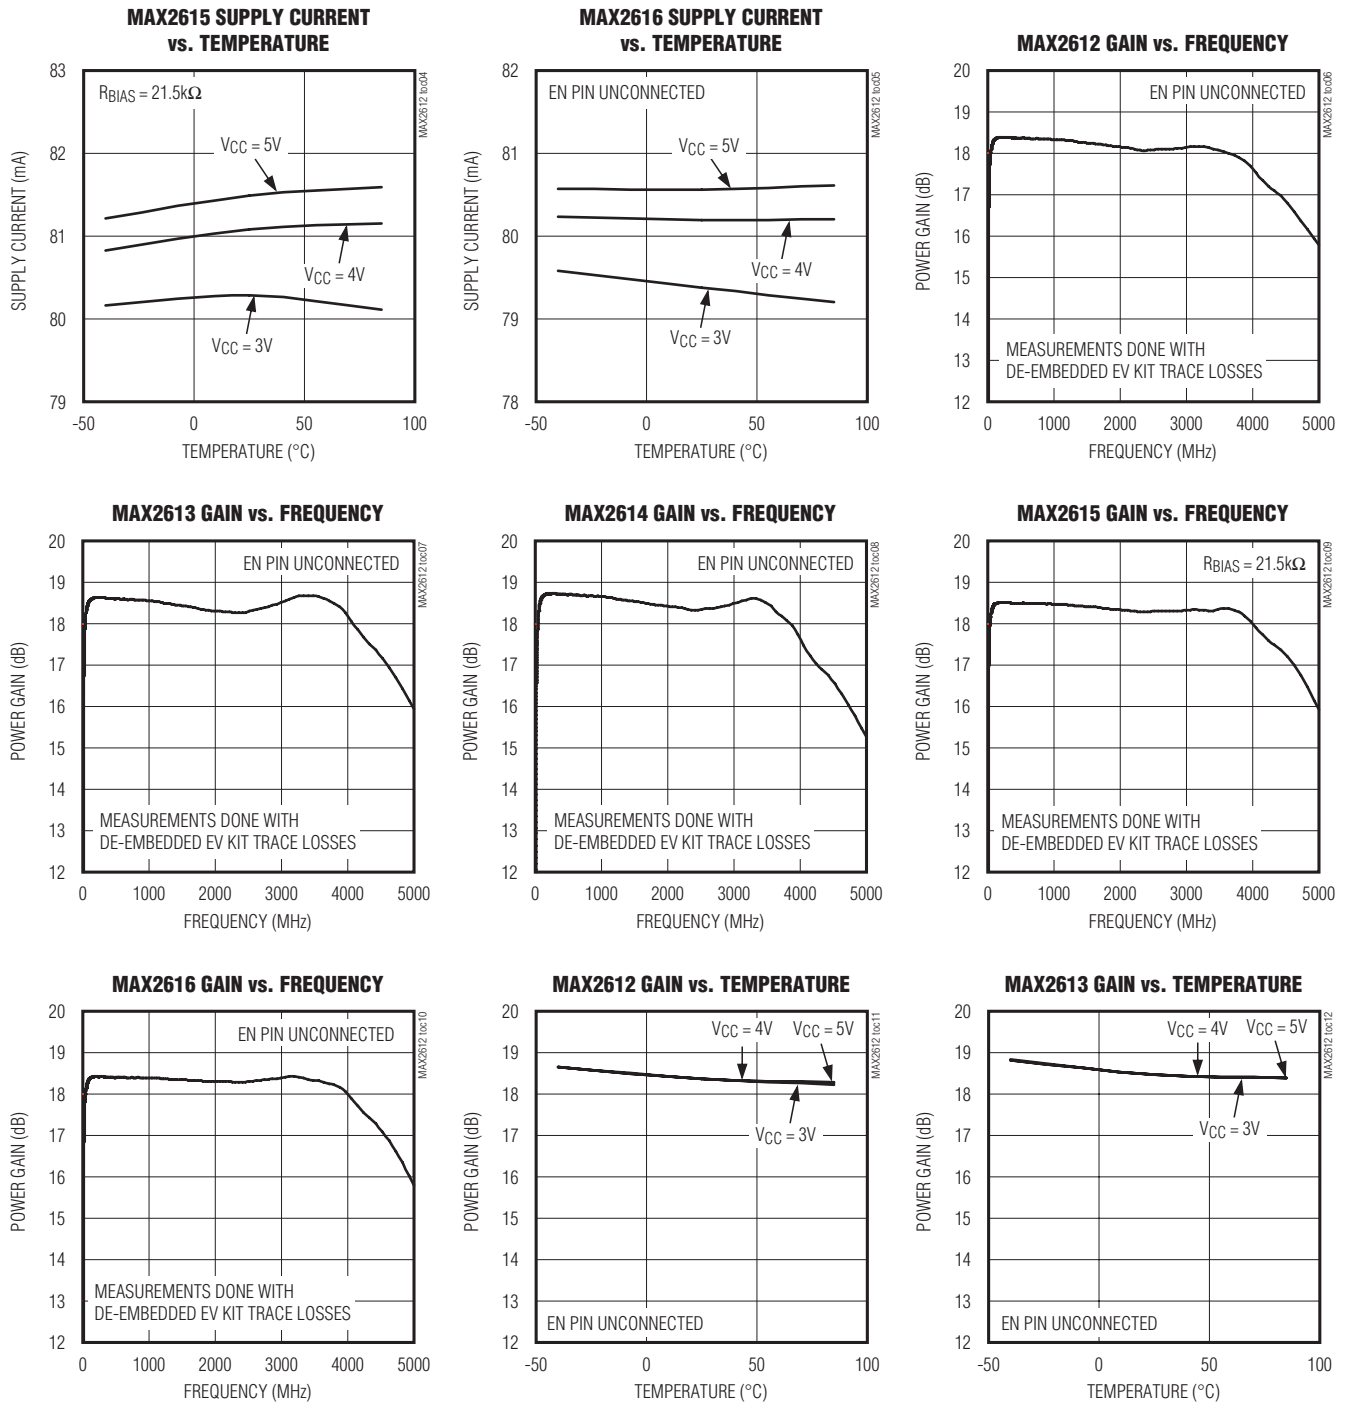 MAX2615 SUPPLY CURRENT
vs. TEMPERATURE
MAX2612 toc04
RBIAS = 21.5kΩ
VCC = 5V
VCC = 4V
VCC = 3V
SUPPLY CURRENT (mA)
83
82
81
80
79
-50
0
50
100
TEMPERATURE (°C)
MAX2616 SUPPLY CURRENT
vs. TEMPERATURE
MAX2612 toc05
EN PIN UNCONNECTED
VCC = 5V
VCC = 4V
VCC = 3V
SUPPLY CURRENT (mA)
82
81
80
79
78
-50
0
50
100
TEMPERATURE (°C)
MAX2612 GAIN vs. FREQUENCY
MAX2612 toc06
EN PIN UNCONNECTED
MEASUREMENTS DONE WITH
DE-EMBEDDED EV KIT TRACE LOSSES
POWER GAIN (dB)
20
19
18
17
16
15
14
13
12
0
1000
2000
3000
4000
5000
FREQUENCY (MHz)
MAX2613 GAIN vs. FREQUENCY
MAX2612 toc07
EN PIN UNCONNECTED
MEASUREMENTS DONE WITH
DE-EMBEDDED EV KIT TRACE LOSSES
POWER GAIN (dB)
20
19
18
17
16
15
14
13
12
0
1000
2000
3000
4000
5000
FREQUENCY (MHz)
MAX2614 GAIN vs. FREQUENCY
MAX2612 toc08
EN PIN UNCONNECTED
MEASUREMENTS DONE WITH
DE-EMBEDDED EV KIT TRACE LOSSES
POWER GAIN (dB)
20
19
18
17
16
15
14
13
12
0
1000
2000
3000
4000
5000
FREQUENCY (MHz)
MAX2615 GAIN vs. FREQUENCY
MAX2612 toc09
RBIAS = 21.5kΩ
MEASUREMENTS DONE WITH
DE-EMBEDDED EV KIT TRACE LOSSES
POWER GAIN (dB)
20
19
18
17
16
15
14
13
12
0
1000
2000
3000
4000
5000
FREQUENCY (MHz)
MAX2616 GAIN vs. FREQUENCY
MAX2612 toc10
EN PIN UNCONNECTED
MEASUREMENTS DONE WITH
DE-EMBEDDED EV KIT TRACE LOSSES
POWER GAIN (dB)
20
19
18
17
16
15
14
13
12
0
1000
2000
3000
4000
5000
FREQUENCY (MHz)
MAX2612 GAIN vs. TEMPERATURE
MAX2612 toc11
VCC = 4V
VCC = 5V
VCC = 3V
EN PIN UNCONNECTED
POWER GAIN (dB)
20
19
18
17
16
15
14
13
12
-50
0
50
100
TEMPERATURE (°C)
MAX2613 GAIN vs. TEMPERATURE
MAX2612 toc12
VCC = 4V
VCC = 5V
VCC = 3V
EN PIN UNCONNECTED
POWER GAIN (dB)
20
19
18
17
16
15
14
13
12
-50
0
50
100
TEMPERATURE (°C)